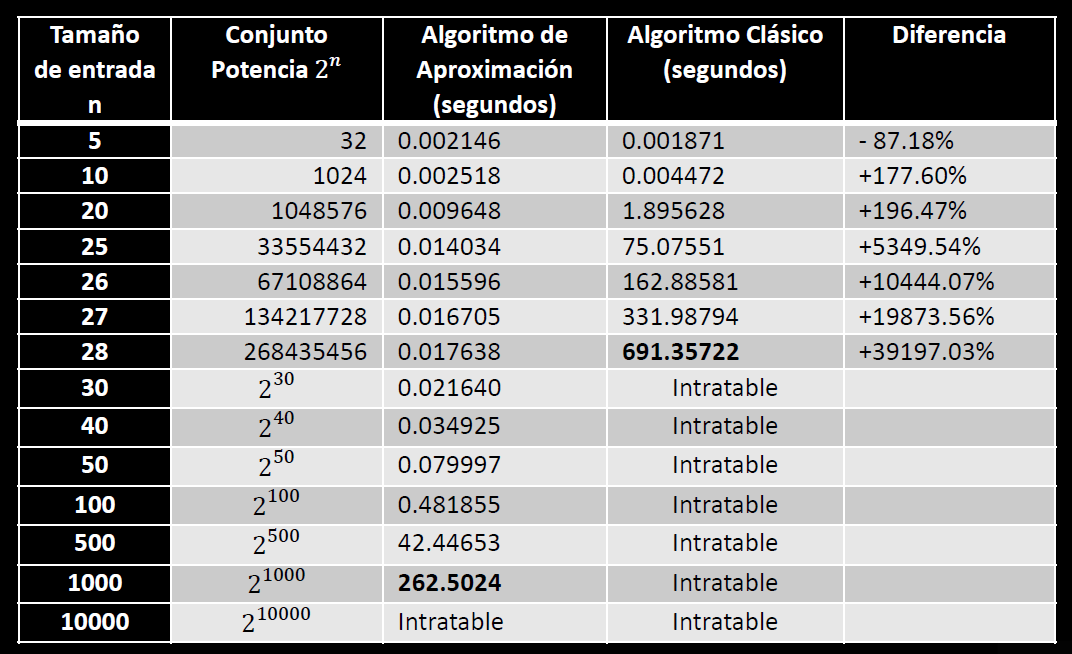 Tamaño de entrada n | Conjunto Potencia 2^n | Algoritmo de Aproximación (segundos) | Algoritmo Clásico (segundos) | Diferencia
5 | 32 | 0.002146 | 0.001871 | - 87.18%
10 | 1024 | 0.002518 | 0.004472 | +177.60%
20 | 1048576 | 0.009648 | 1.895628 | +196.47%
25 | 33554432 | 0.014034 | 75.07551 | +5349.54%
26 | 67108864 | 0.015596 | 162.88581 | +10444.07%
27 | 134217728 | 0.016705 | 331.98794 | +19873.56%
28 | 268435456 | 0.017638 | 691.35722 | +39197.03%
30 | 2^30 | 0.021640 | Intratable
40 | 2^40 | 0.034925 | Intratable
50 | 2^50 | 0.079997 | Intratable
100 | 2^100 | 0.481855 | Intratable
500 | 2^500 | 42.44653 | Intratable
1000 | 2^1000 | 262.5024 | Intratable
10000 | 2^10000 | Intratable | Intratable